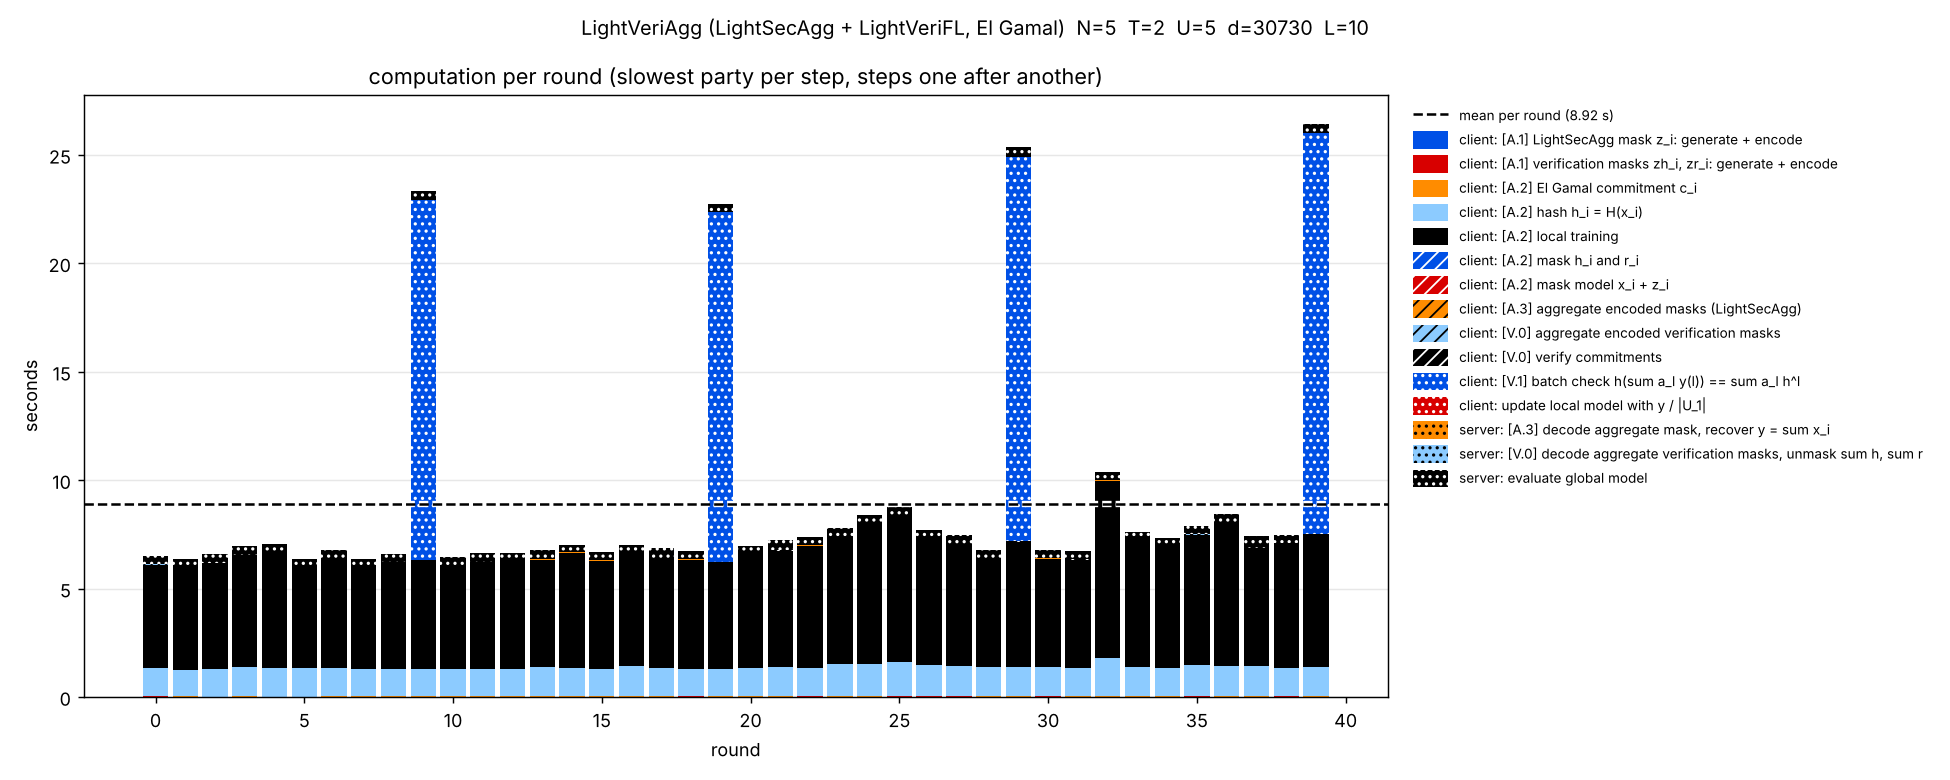 LightVeriAgg (LightSecAgg + LightVeriFL, El Gamal)  N=5  T=2  U=5  d=30730  L=10
computation per round (slowest party per step, steps one after another)
seconds
25
20
15
10
5
0
0
5
10
15
20
25
30
35
40
round
mean per round (8.92 s)
client: [A.1] LightSecAgg mask z_i: generate + encode
client: [A.1] verification masks zh_i, zr_i: generate + encode
client: [A.2] El Gamal commitment c_i
client: [A.2] hash h_i = H(x_i)
client: [A.2] local training
client: [A.2] mask h_i and r_i
client: [A.2] mask model x_i + z_i
client: [A.3] aggregate encoded masks (LightSecAgg)
client: [V.0] aggregate encoded verification masks
client: [V.0] verify commitments
client: [V.1] batch check h(sum a_l y(l)) == sum a_l h^l
client: update local model with y / |U_1|
server: [A.3] decode aggregate mask, recover y = sum x_i
server: [V.0] decode aggregate verification masks, unmask sum h, sum r
server: evaluate global model